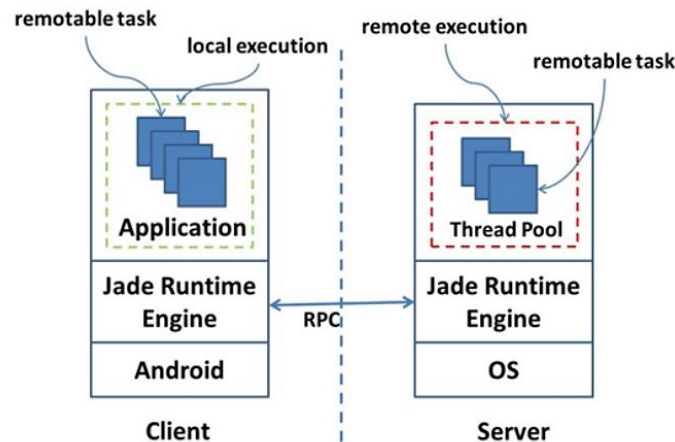 remotable task
local execution
remote execution
remotable task
Application
Thread Pool
Jade Runtime
Engine
Jade Runtime
Engine
RPC
Android
OS
Client
Server